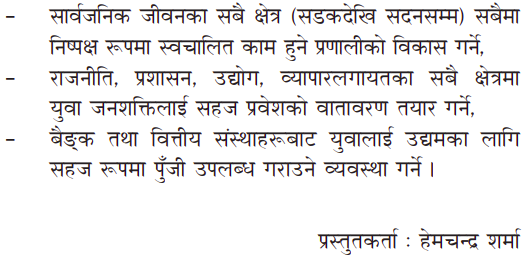 – सार्वजनिक जीवनका सबै क्षेत्र (सडकदेखि सदनसम्म) सबैमा
निष्पक्ष रूपमा स्वचालित काम हुने प्रणालीको विकास गर्ने,
– राजनीति, प्रशासन, उद्योग, व्यापारलगायतका सबै क्षेत्रमा
युवा जनशक्तिलाई सहज प्रवेशको वातावरण तयार गर्ने,
– बैङ्क तथा वित्तीय संस्थाहरूबाट युवालाई उद्यमका लागि
सहज रूपमा पुँजी उपलब्ध गराउने व्यवस्था गर्ने ।
प्रस्तुतकर्ता : हेमचन्द्र शर्मा